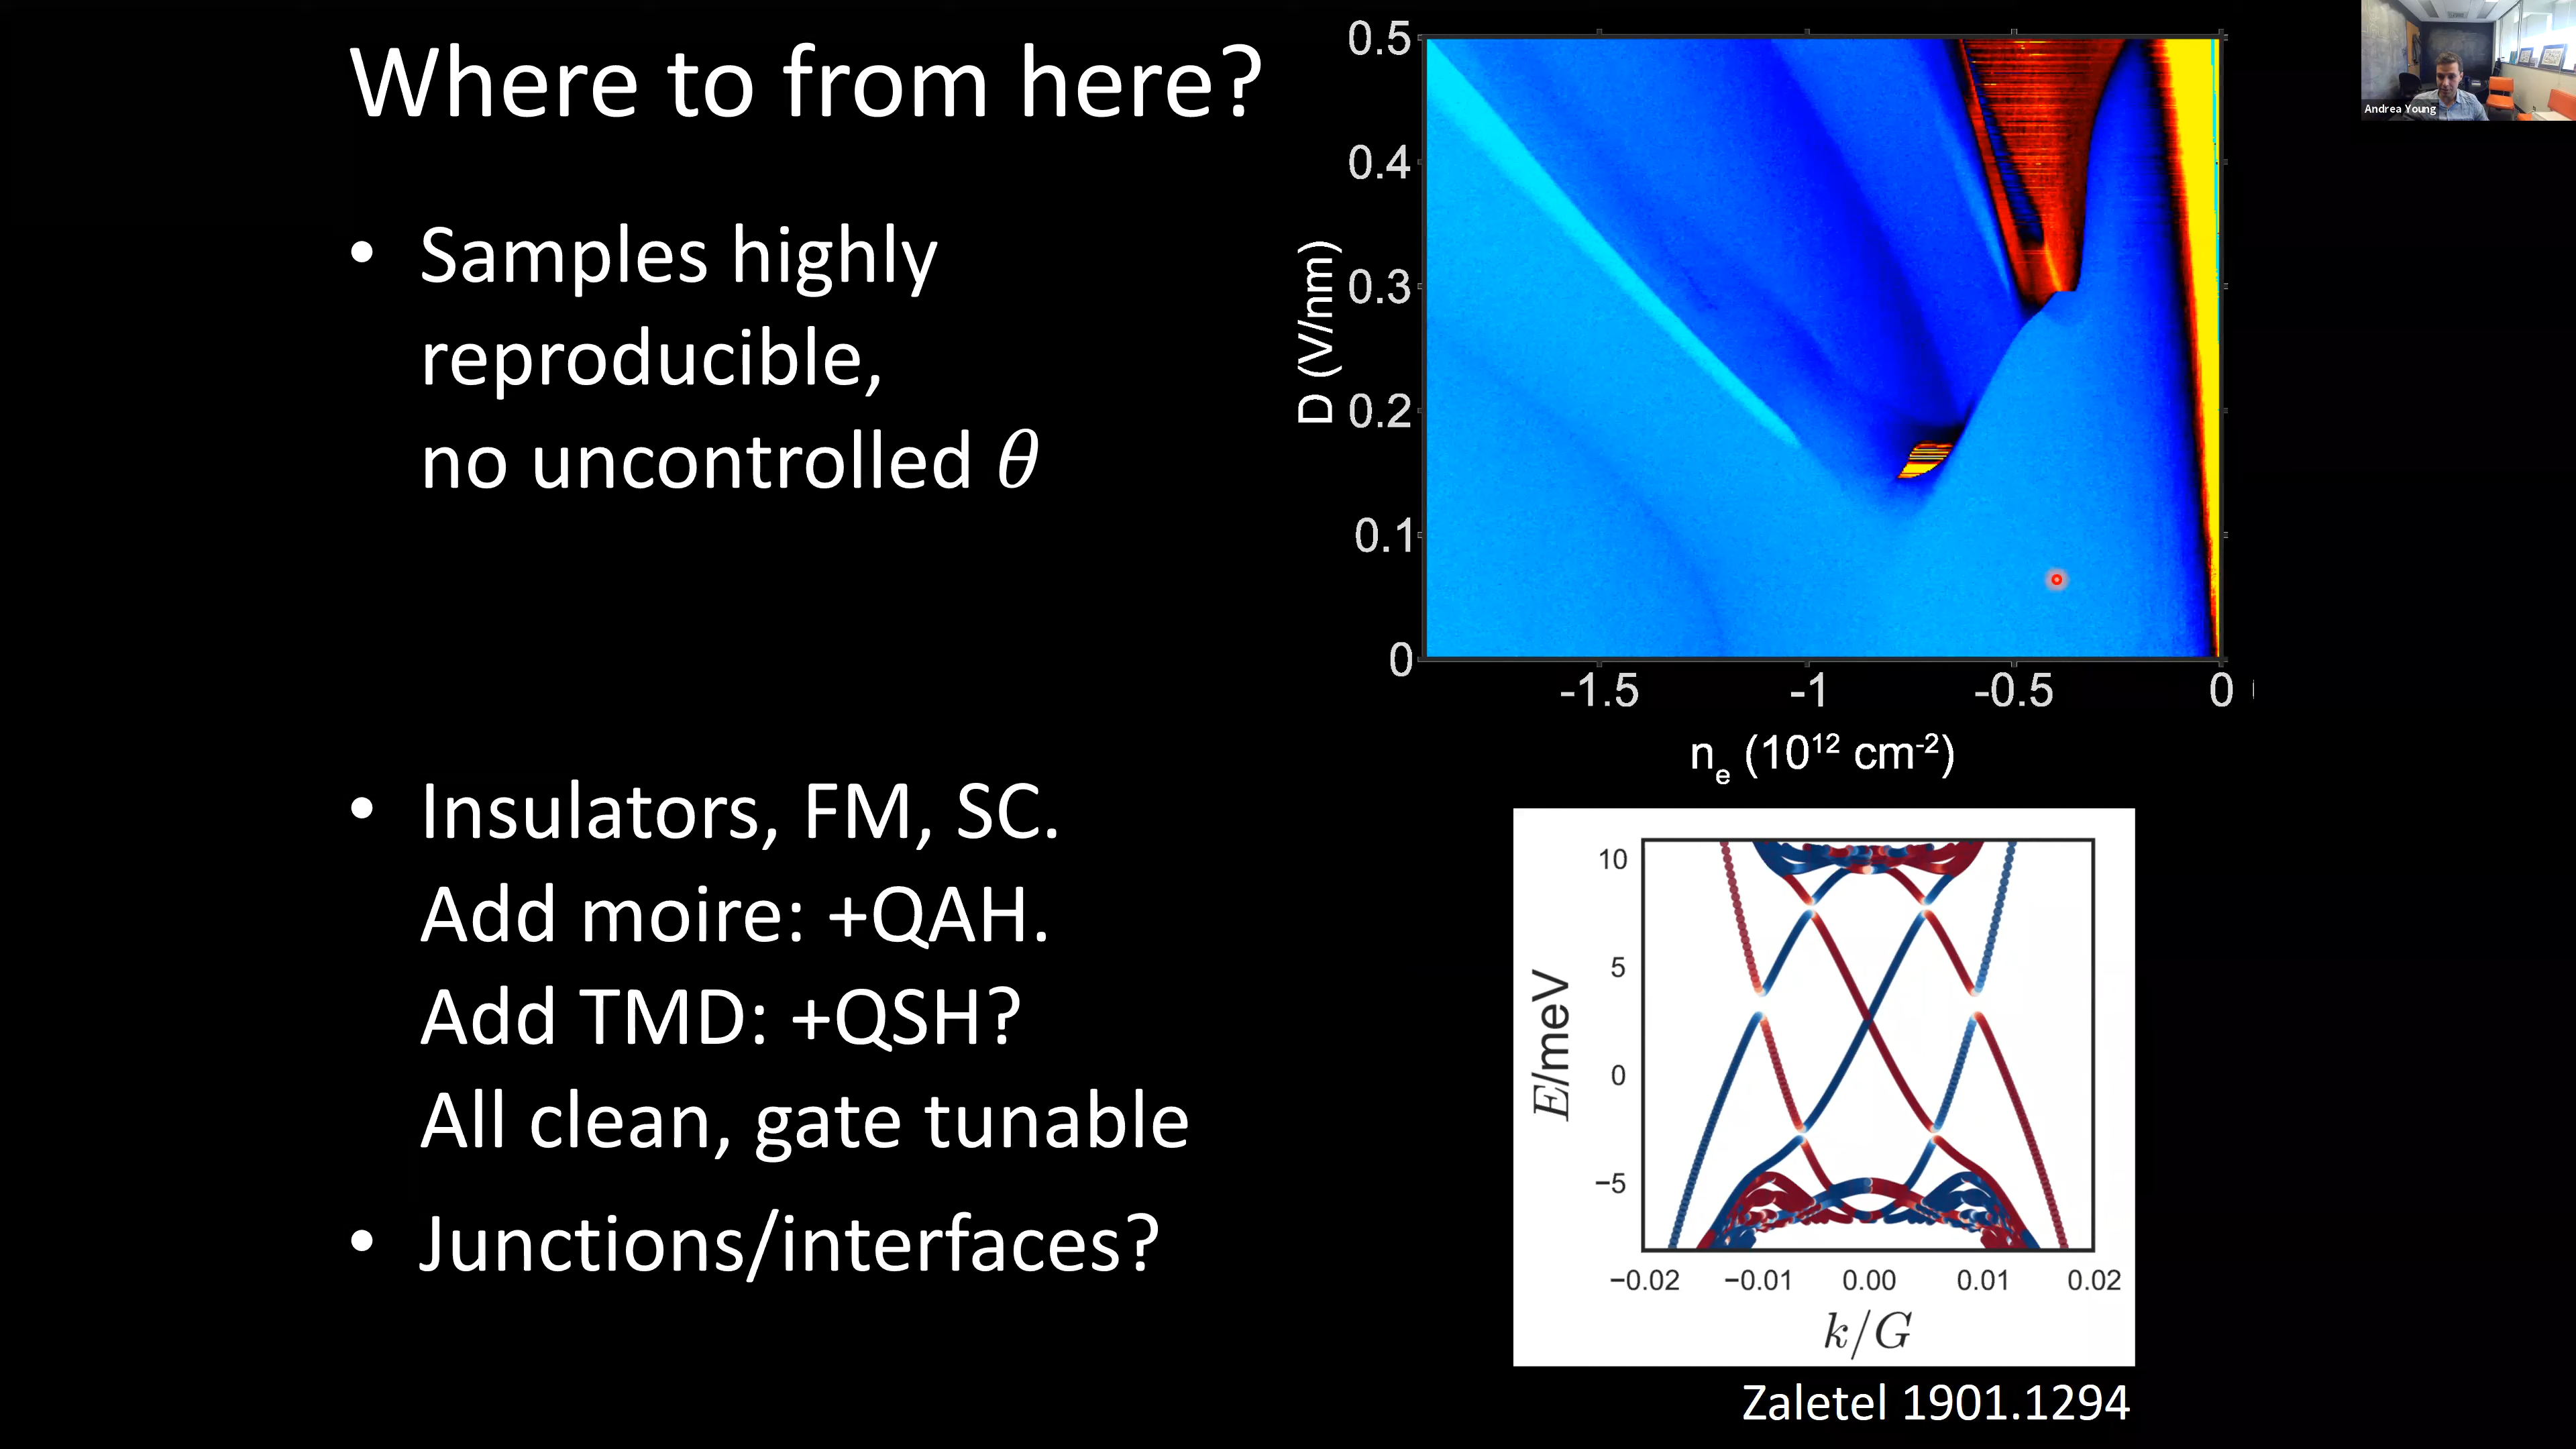 Where to from here?
• Samples highly
reproducible,
no uncontrolled θ
• Insulators, FM, SC.
Add moire: +QAH.
Add TMD: +QSH?
All clean, gate tunable
• Junctions/interfaces?
D (V/nm)
0.5
0.4
0.3
0.2
0.1
0
-1.5 -1 -0.5 0
nₑ (10¹² cm⁻²)
E/meV
10
5
0
−5
−0.02 −0.01 0.00 0.01 0.02
k/G
Zaletel 1901.1294
Andrea Young